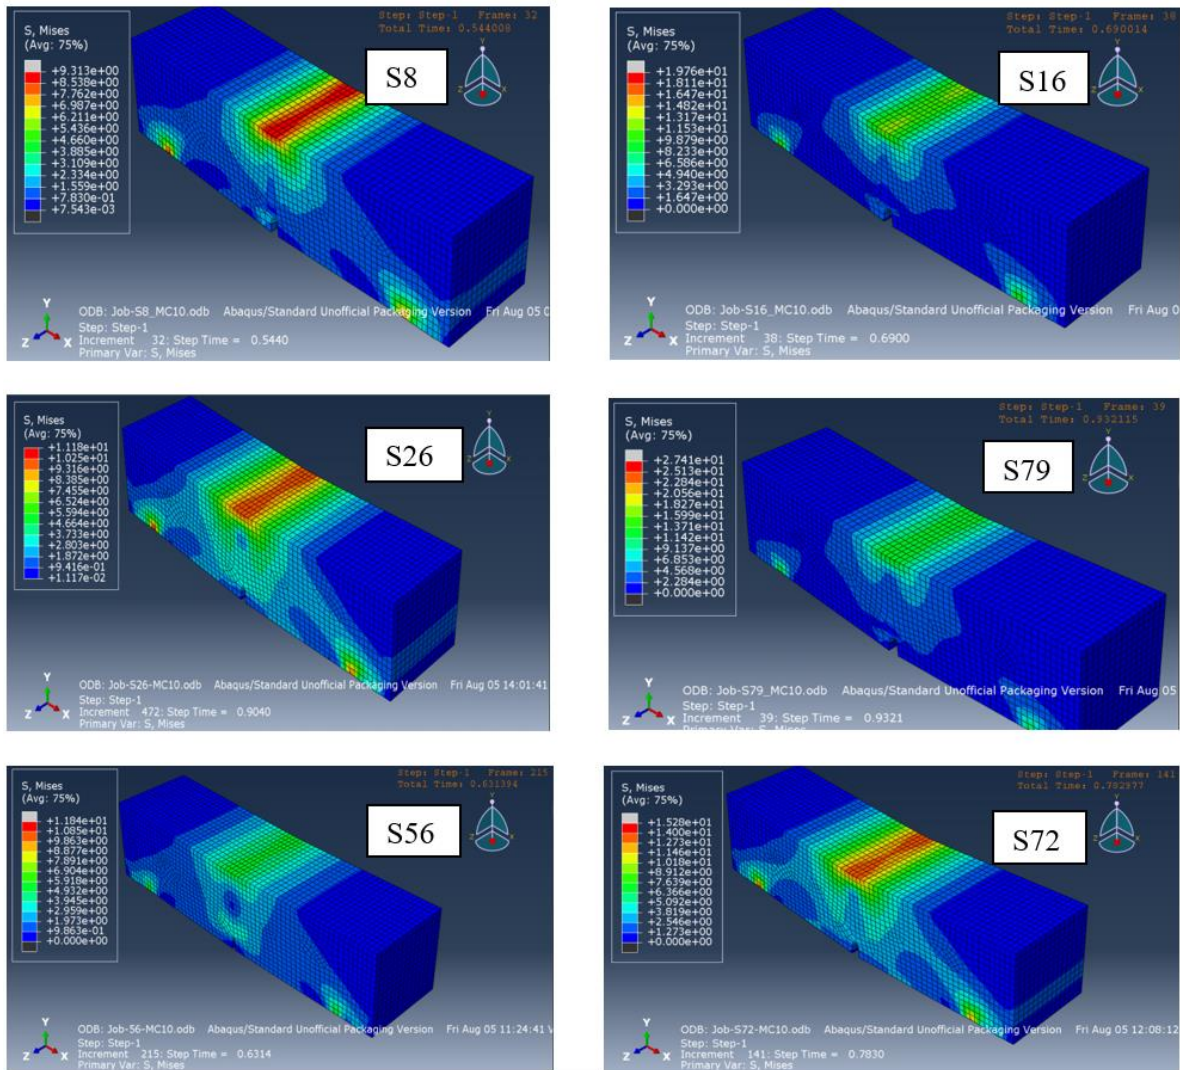 Step: Step-1 Frame: 32
Total Time: 0.544008
S, Mises
(Avg: 75%)
+9.313e+00
+8.538e+00
+7.762e+00
+6.987e+00
+6.211e+00
+5.436e+00
+4.660e+00
+3.885e+00
+3.109e+00
+2.334e+00
+1.559e+00
+7.830e-01
+7.543e-03
S8
Y
Z X
ODB: Job-S8_MC10.odb Abaqus/Standard Unofficial Packaging Version Fri Aug 05
Step: Step-1
Increment 32: Step Time = 0.5440
Primary Var: S, Mises
Y
Z X
Step: Step-1 Frame: 38
Total Time: 0.690014
S, Mises
(Avg: 75%)
+1.976e+01
+1.811e+01
+1.647e+01
+1.482e+01
+1.317e+01
+1.153e+01
+9.879e+00
+8.233e+00
+6.586e+00
+4.940e+00
+3.293e+00
+1.647e+00
+0.000e+00
S16
Y
Z X
ODB: Job-S16_MC10.odb Abaqus/Standard Unofficial Packaging Version Fri Aug 0
Step: Step-1
Increment 38: Step Time = 0.6900
Primary Var: S, Mises
Y
Z X
S, Mises
(Avg: 75%)
+1.118e+01
+1.025e+01
+9.316e+00
+8.385e+00
+7.455e+00
+6.524e+00
+5.594e+00
+4.664e+00
+3.733e+00
+2.803e+00
+1.872e+00
+9.416e-01
+1.117e-02
S26
Y
Z X
ODB: Job-S26-MC10.odb Abaqus/Standard Unofficial Packaging Version Fri Aug 05 14:01:41
Step: Step-1
Increment 472: Step Time = 0.9040
Primary Var: S, Mises
Y
Z X
Step: Step-1 Frame: 39
Total Time: 0.932115
S, Mises
(Avg: 75%)
+2.741e+01
+2.513e+01
+2.284e+01
+2.056e+01
+1.827e+01
+1.599e+01
+1.371e+01
+1.142e+01
+9.137e+00
+6.853e+00
+4.568e+00
+2.284e+00
+0.000e+00
S79
Y
Z X
ODB: Job-S79_MC10.odb Abaqus/Standard Unofficial Packaging Version Fri Aug 05
Step: Step-1
Increment 39: Step Time = 0.9321
Primary Var: S, Mises
Y
Z X
Step: Step-1 Frame: 215
Total Time: 0.631394
S, Mises
(Avg: 75%)
+1.184e+01
+1.085e+01
+9.863e+00
+8.877e+00
+7.891e+00
+6.904e+00
+5.918e+00
+4.932e+00
+3.945e+00
+2.959e+00
+1.973e+00
+9.863e-01
+0.000e+00
S56
Y
Z X
ODB: Job-56-MC10.odb Abaqus/Standard Unofficial Packaging Version Fri Aug 05 11:24:41
Step: Step-1
Increment 215: Step Time = 0.6314
Primary Var: S, Mises
Y
Z X
Step: Step-1 Frame: 141
Total Time: 0.782977
S, Mises
(Avg: 75%)
+1.528e+01
+1.400e+01
+1.273e+01
+1.146e+01
+1.018e+01
+8.912e+00
+7.639e+00
+6.366e+00
+5.092e+00
+3.819e+00
+2.546e+00
+1.273e+00
+0.000e+00
S72
Y
Z X
ODB: Job-S72-MC10.odb Abaqus/Standard Unofficial Packaging Version Fri Aug 05 12:08:12
Step: Step-1
Increment 141: Step Time = 0.7830
Primary Var: S, Mises
Y
Z X